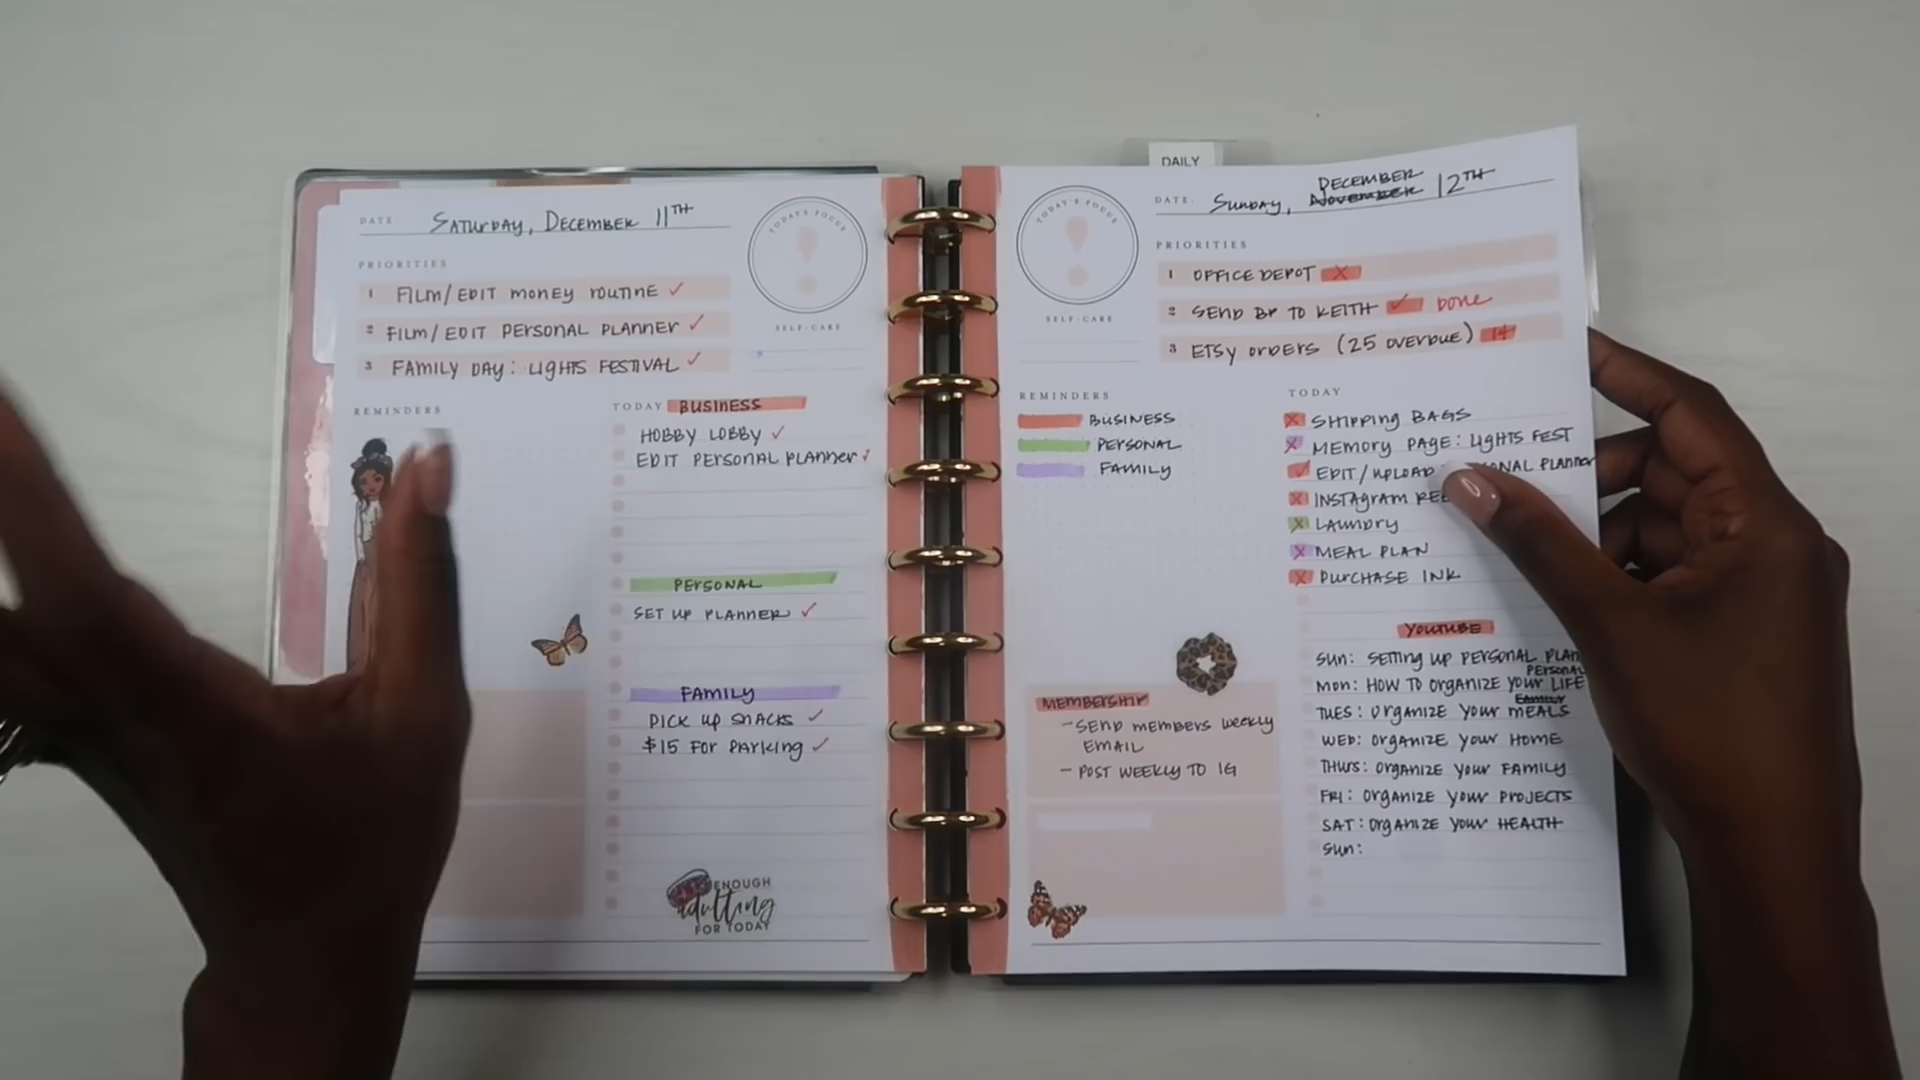 DATE: SATURDAY, DECEMBER 11TH
TODAY'S FOCUS
PRIORITIES
1 FILM/EDIT MONEY ROUTINE ✓
2 FILM/EDIT PERSONAL PLANNER ✓
3 FAMILY DAY: LIGHTS FESTIVAL ✓
SELF-CARE
REMINDERS
TODAY BUSINESS
HOBBY LOBBY ✓
EDIT PERSONAL PLANNER ✓
PERSONAL
SET UP PLANNER ✓
FAMILY
PICK UP SNACKS ✓
$15 FOR PARKING ✓
ENOUGH
adulting
FOR TODAY
DAILY
TODAY'S FOCUS
DECEMBER
DATE: SUNDAY, NOVEMBER 12TH
PRIORITIES
1 OFFICE DEPOT X
2 SEND BP TO KEITH ✓ DONE
3 ETSY ORDERS (25 OVERDUE) 14
SELF-CARE
REMINDERS
BUSINESS
PERSONAL
FAMILY
TODAY
X SHIPPING BAGS
X MEMORY PAGE: LIGHTS FEST
✓ EDIT/UPLOAD PLANNER
X INSTAGRAM
X LAUNDRY
X MEAL PLAN
X PURCHASE INK
YOUTUBE
SUN: SETTING UP PERSONAL
PERSONAL
MON: HOW TO ORGANIZE YOUR LIFE
FAMILY
TUES: ORGANIZE YOUR MEALS
WED: ORGANIZE YOUR HOME
THURS: ORGANIZE YOUR FAMILY
FRI: ORGANIZE YOUR PROJECTS
SAT: ORGANIZE YOUR HEALTH
SUN:
MEMBERSHIP
- SEND MEMBERS WEEKLY
EMAIL
- POST WEEKLY TO IG